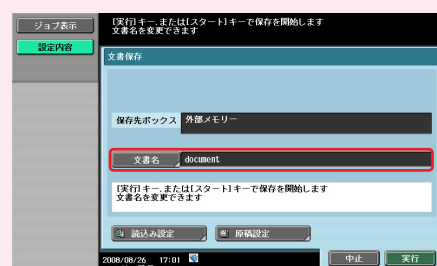 ジョブ表示
設定内容
［実行］キー、または［スタート］キーで保存を開始します
文書名を変更できます
文書保存
保存先ボックス 外部メモリー
文書名 document
［実行］キー、または［スタート］キーで保存を開始します
文書名を変更できます
読込み設定 原稿設定
2008/08/26 17:01
中止 実行